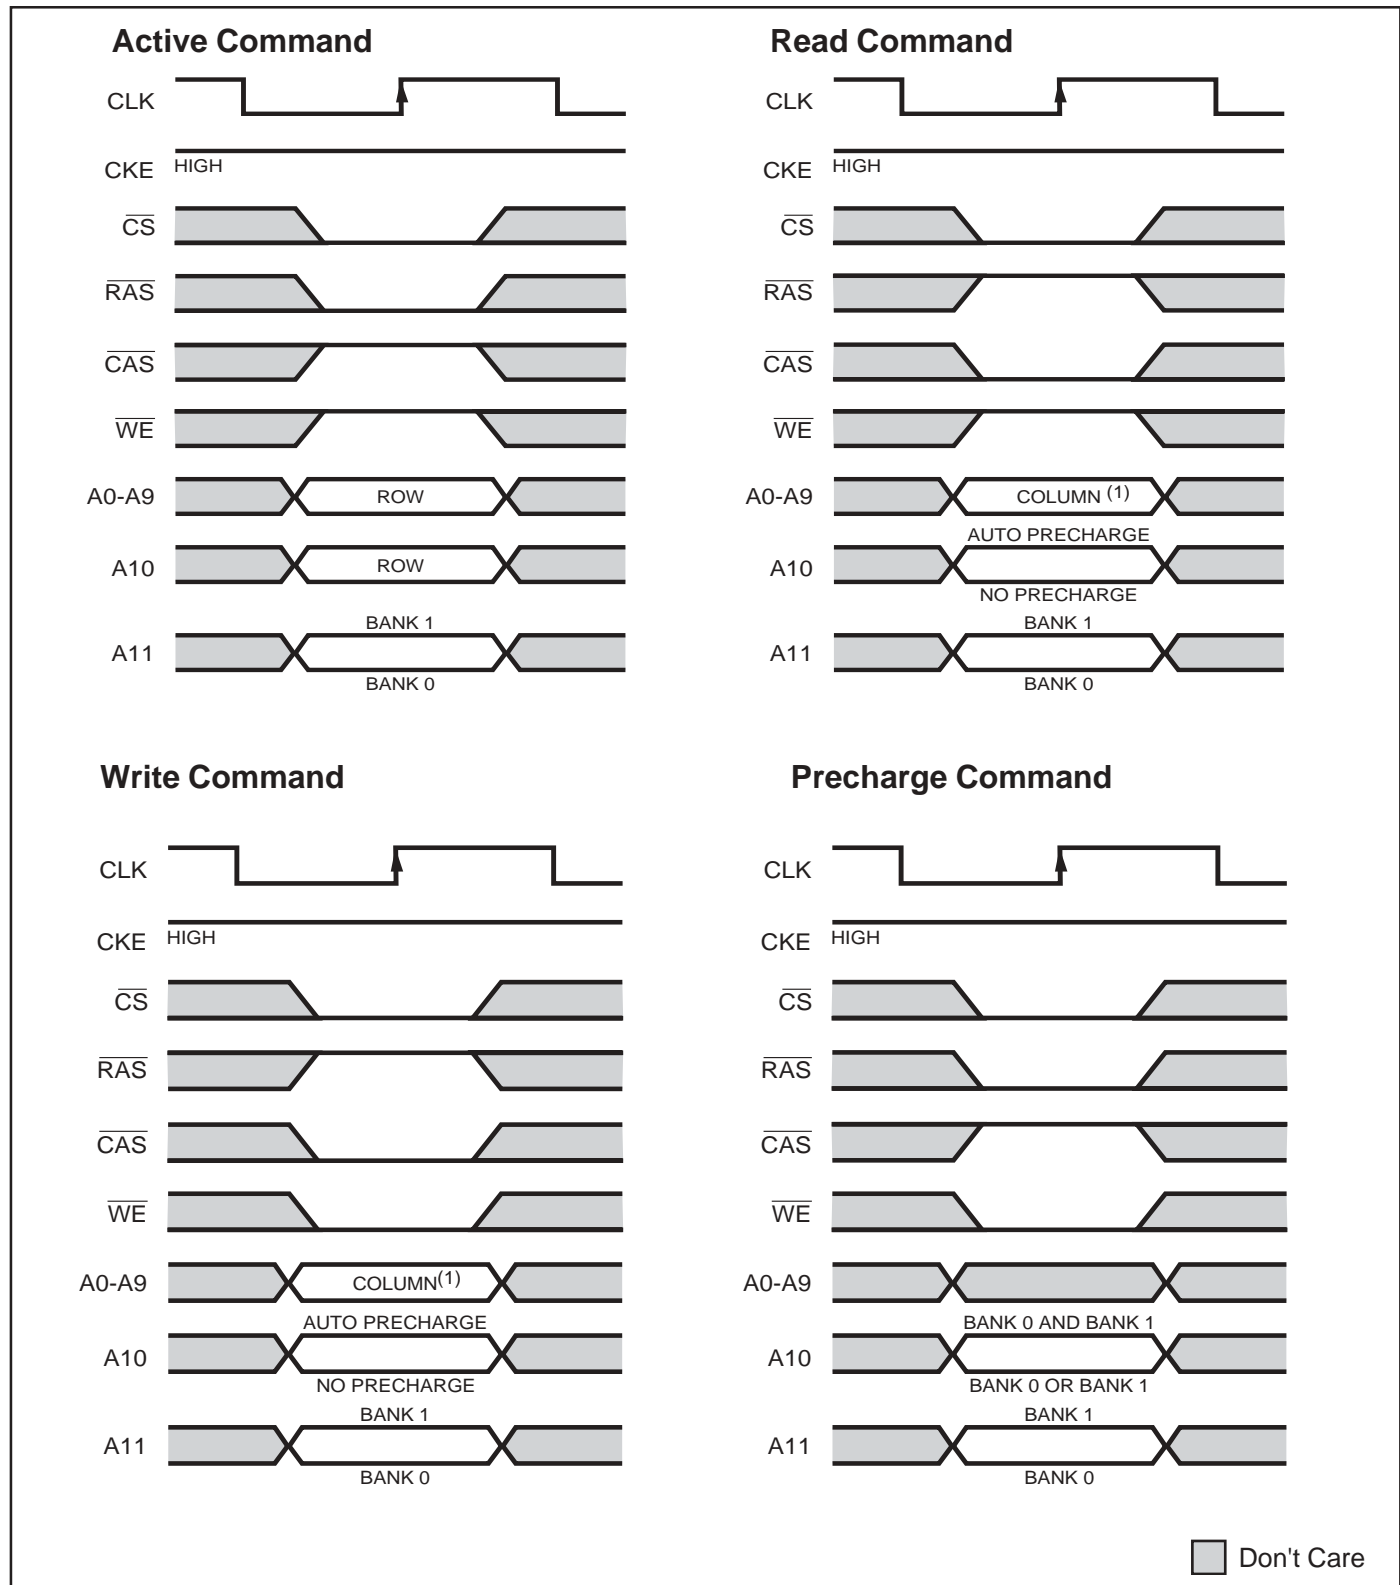 Active Command
CLK
CKE HIGH
CS
RAS
CAS
WE
A0-A9 ROW
A10 ROW
BANK 1
A11
BANK 0
Read Command
CLK
CKE HIGH
CS
RAS
CAS
WE
A0-A9 COLUMN (1)
AUTO PRECHARGE
A10
NO PRECHARGE
BANK 1
A11
BANK 0
Write Command
CLK
CKE HIGH
CS
RAS
CAS
WE
A0-A9 COLUMN(1)
AUTO PRECHARGE
A10
NO PRECHARGE
BANK 1
A11
BANK 0
Precharge Command
CLK
CKE HIGH
CS
RAS
CAS
WE
A0-A9
BANK 0 AND BANK 1
A10
BANK 0 OR BANK 1
BANK 1
A11
BANK 0
Don't Care